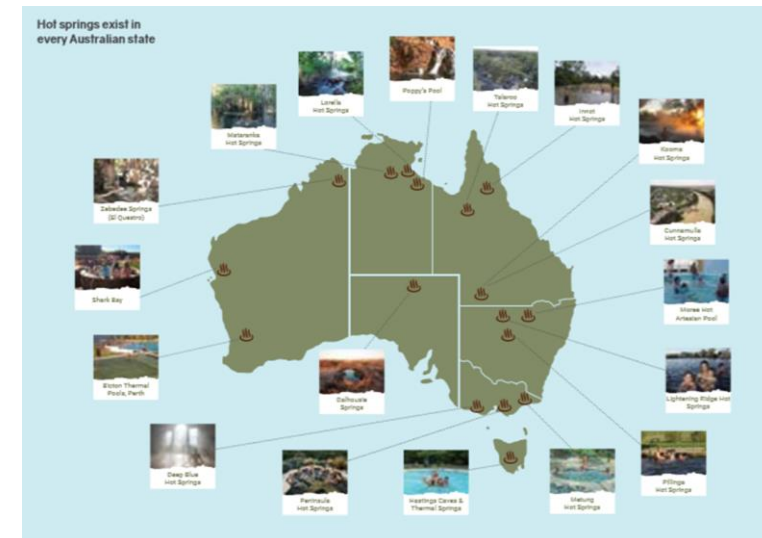 Hot springs exist in
every Australian state
Poppy's Pool
Lorella
Hot Springs
Talaroo
Hot Springs
Innot
Hot Springs
Mataranka
Hot Springs
Kooma
Hot Springs
Zebedee Springs
(El Questro)
Cunnamulla
Hot Springs
Shark Bay
Moree Hot
Artesian Pool
Bicton Thermal
Pools, Perth
Dalhousie
Springs
Lightening Ridge Hot
Springs
Deep Blue
Hot Springs
Peninsula
Hot Springs
Hastings Caves &
Thermal Springs
Metung
Hot Springs
Pilliga
Hot Springs